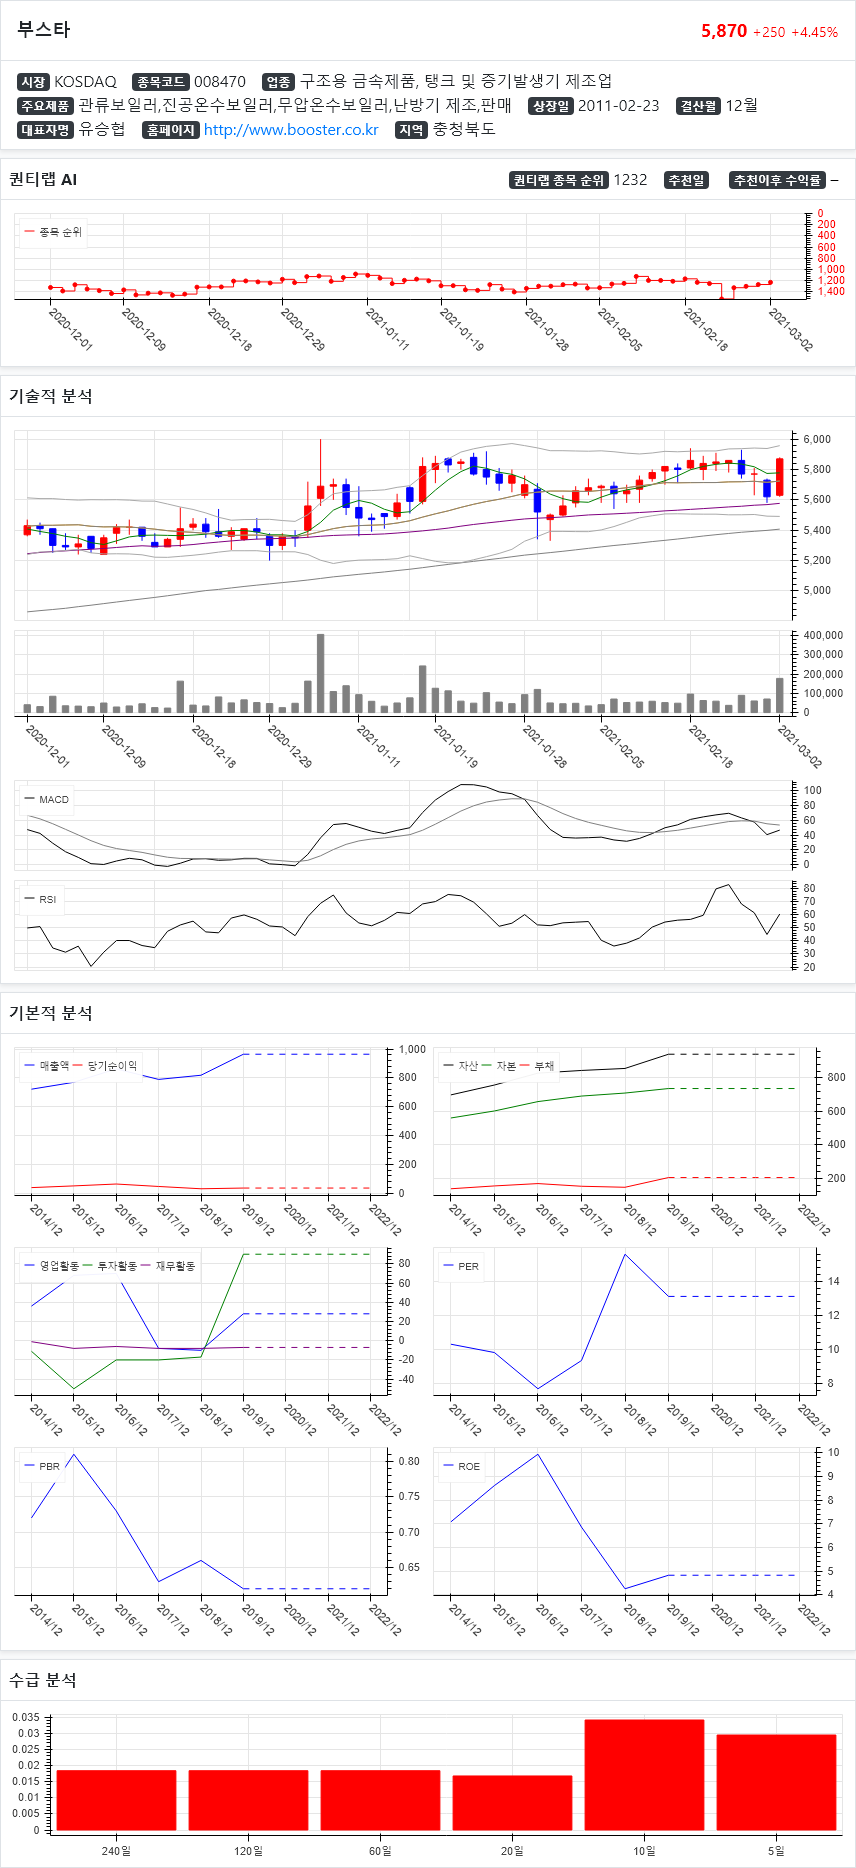 부스타
5,870 +250 +4.45%
시장 KOSDAQ 종목코드 008470 업종 구조용 금속제품, 탱크 및 증기발생기 제조업
주요제품 관류보일러,진공온수보일러,무압온수보일러,난방기 제조,판매 상장일 2011-02-23 결산월 12월
대표자명 유승협 홈페이지 http://www.booster.co.kr 지역 충청북도
퀀티랩 AI
퀀티랩 종목 순위 1232 추천일 추천이후 수익률 –
종목 순위
0
200
400
600
800
1,000
1,200
1,400
2020-12-01 2020-12-09 2020-12-18 2020-12-29 2021-01-11 2021-01-19 2021-01-28 2021-02-05 2021-02-18 2021-03-02
기술적 분석
6,000
5,800
5,600
5,400
5,200
5,000
400,000
300,000
200,000
100,000
0
2020-12-01 2020-12-09 2020-12-18 2020-12-29 2021-01-11 2021-01-19 2021-01-28 2021-02-05 2021-02-18 2021-03-02
MACD
100
80
60
40
20
0
RSI
80
70
60
50
40
30
20
기본적 분석
매출액 당기순이익
1,000
800
600
400
200
0
2014/12 2015/12 2016/12 2017/12 2018/12 2019/12 2020/12 2021/12 2022/12
자산 자본 부채
800
600
400
200
2014/12 2015/12 2016/12 2017/12 2018/12 2019/12 2020/12 2021/12 2022/12
영업활동 투자활동 재무활동
80
60
40
20
0
-20
-40
2014/12 2015/12 2016/12 2017/12 2018/12 2019/12 2020/12 2021/12 2022/12
PER
14
12
10
8
2014/12 2015/12 2016/12 2017/12 2018/12 2019/12 2020/12 2021/12 2022/12
PBR
0.80
0.75
0.70
0.65
2014/12 2015/12 2016/12 2017/12 2018/12 2019/12 2020/12 2021/12 2022/12
ROE
10
9
8
7
6
5
4
2014/12 2015/12 2016/12 2017/12 2018/12 2019/12 2020/12 2021/12 2022/12
수급 분석
0.035
0.03
0.025
0.02
0.015
0.01
0.005
0
240일 120일 60일 20일 10일 5일